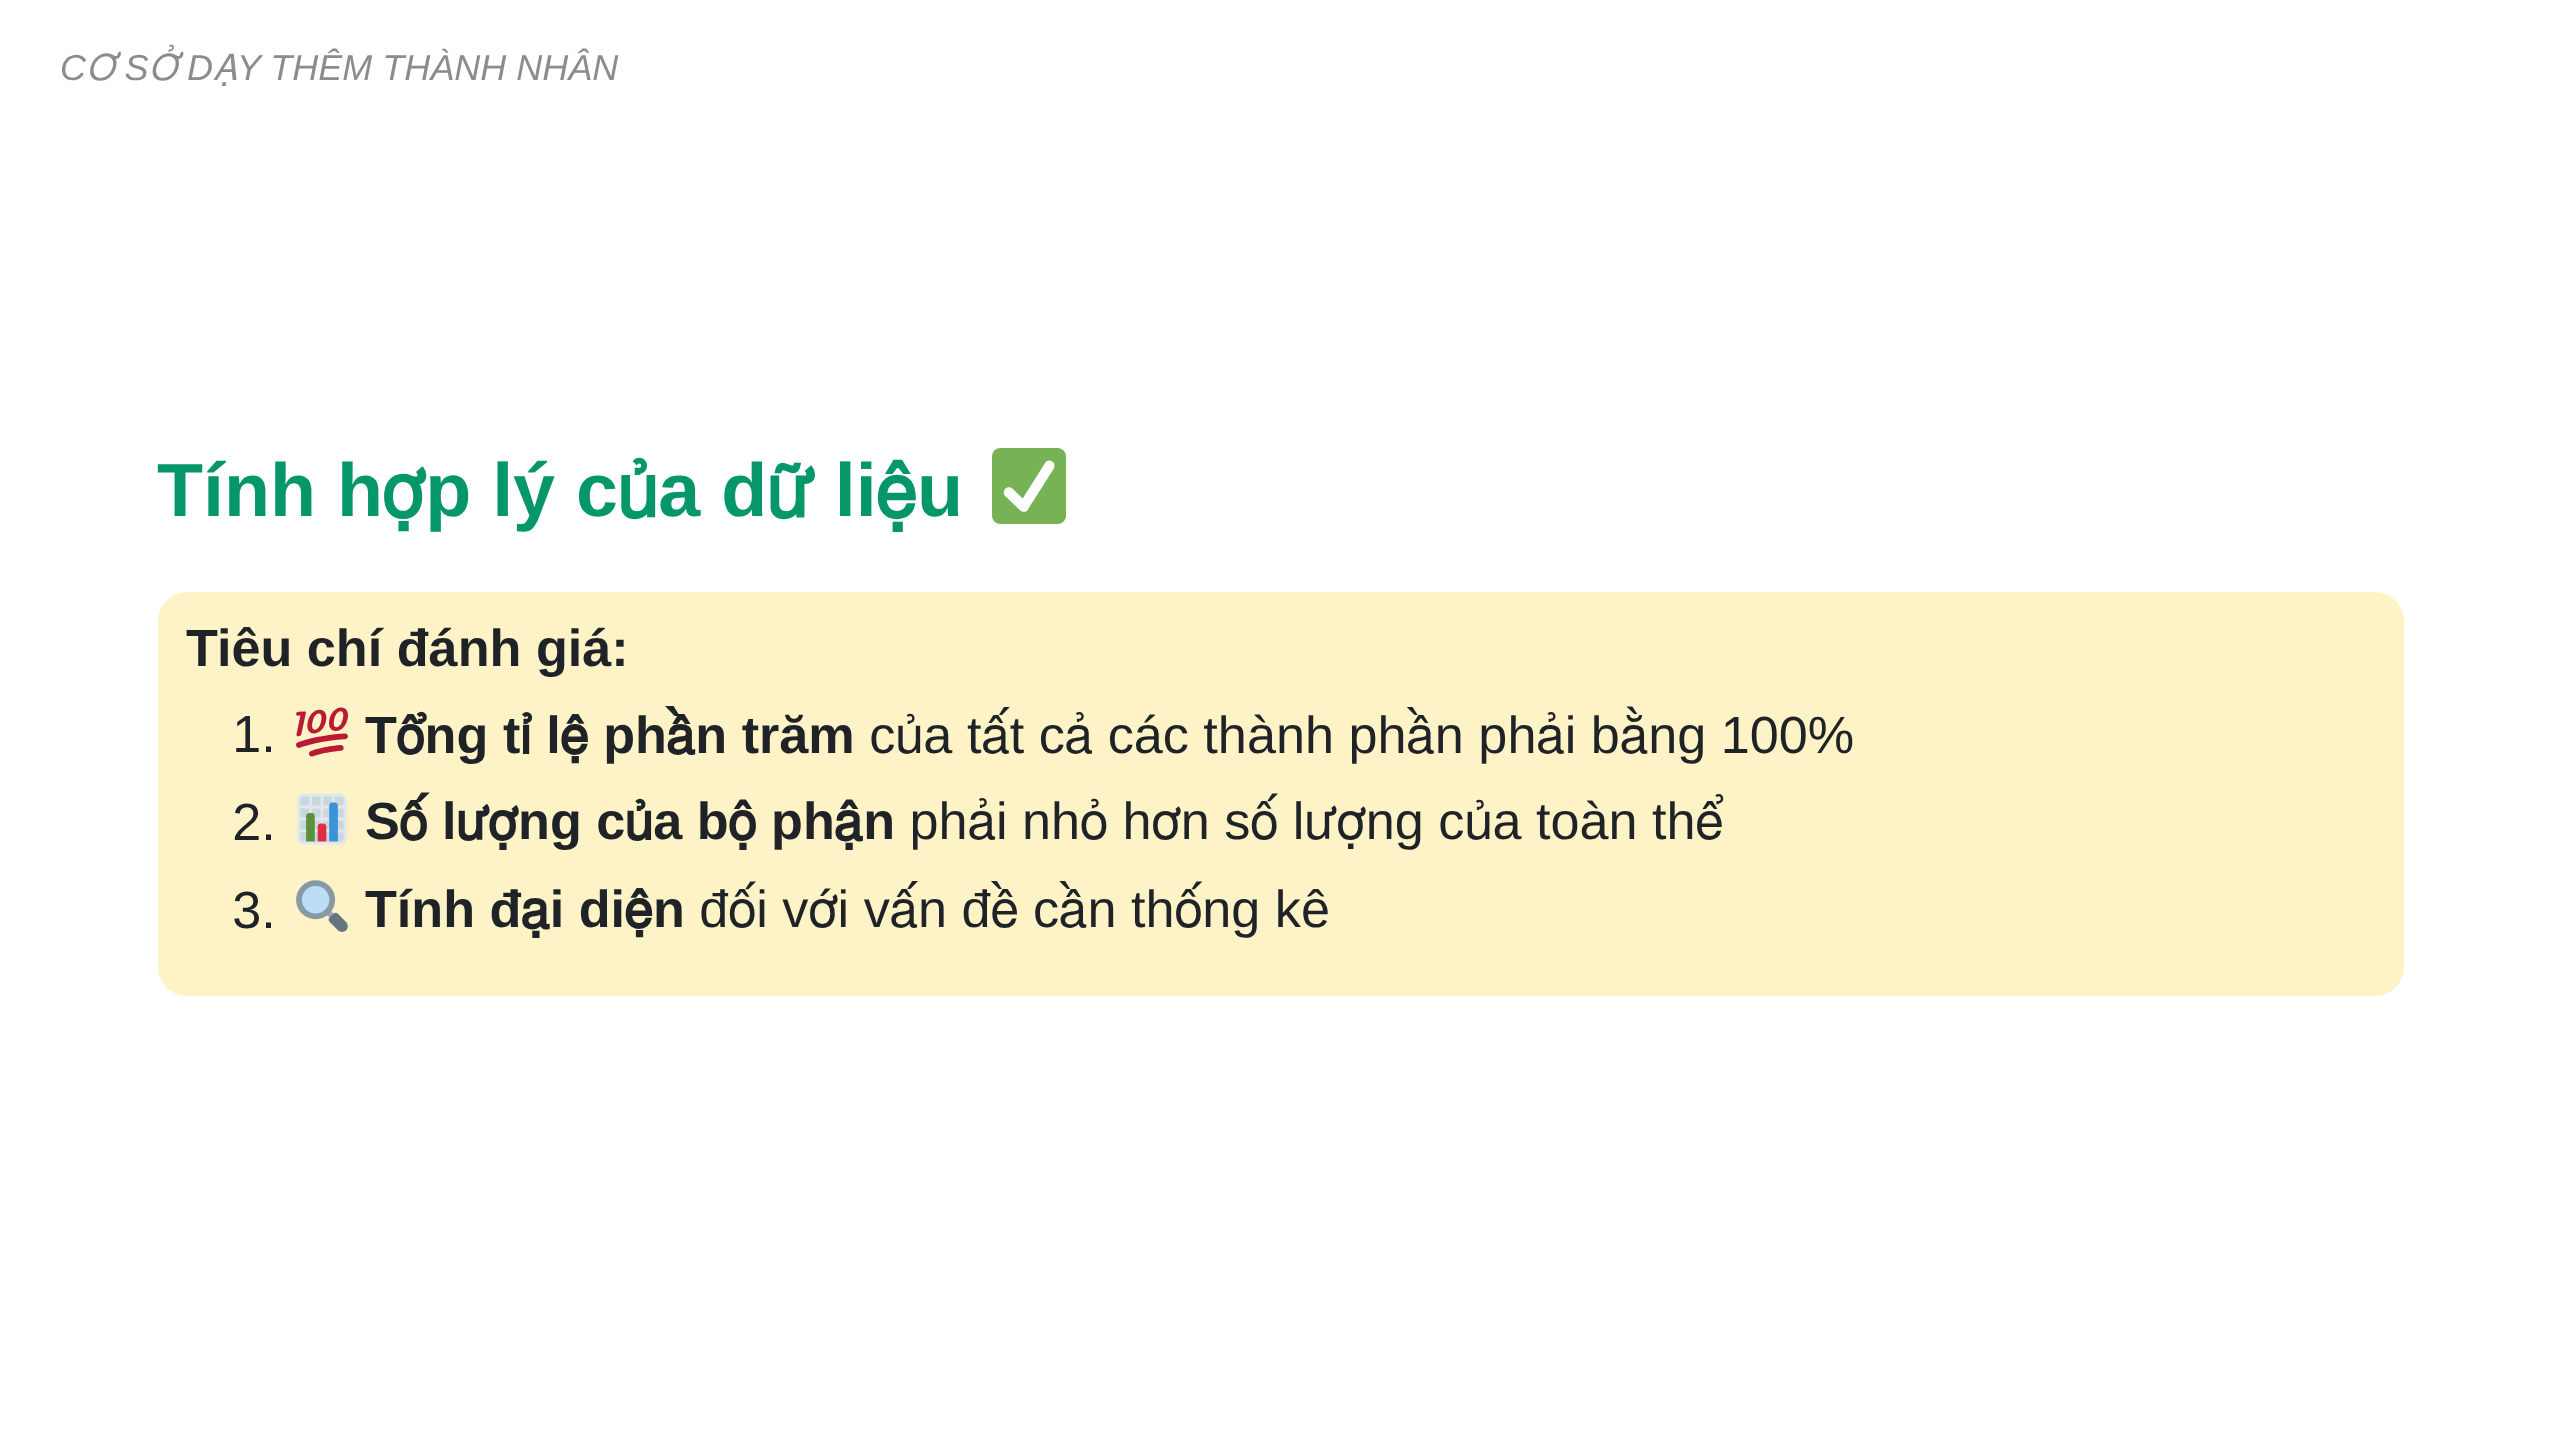 CƠ SỞ DẠY THÊM THÀNH NHÂN
Tính hợp lý của dữ liệu ✅
Tiêu chí đánh giá:
1. 💯 Tổng tỉ lệ phần trăm của tất cả các thành phần phải bằng 100%
2. 📊 Số lượng của bộ phận phải nhỏ hơn số lượng của toàn thể
3. 🔍 Tính đại diện đối với vấn đề cần thống kê